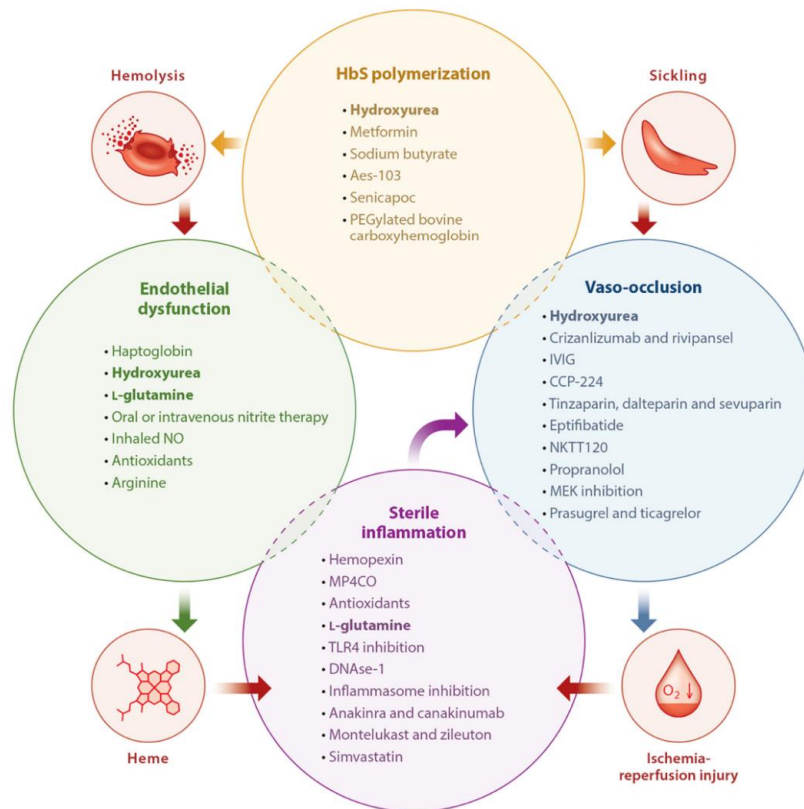 Hemolysis
HbS polymerization
Sickling
• Hydroxyurea
• Metformin
• Sodium butyrate
• Aes-103
• Senicapoc
• PEGylated bovine
carboxyhemoglobin
Endothelial
dysfunction
• Haptoglobin
• Hydroxyurea
• L-glutamine
• Oral or intravenous nitrite therapy
• Inhaled NO
• Antioxidants
• Arginine
Vaso-occlusion
• Hydroxyurea
• Crizanlizumab and rivipansel
• IVIG
• CCP-224
• Tinzaparin, dalteparin and sevuparin
• Eptifibatide
• NKTT120
• Propranolol
• MEK inhibition
• Prasugrel and ticagrelor
Sterile
inflammation
• Hemopexin
• MP4CO
• Antioxidants
• L-glutamine
• TLR4 inhibition
• DNAse-1
• Inflammasome inhibition
• Anakinra and canakinumab
• Montelukast and zileuton
• Simvastatin
Heme
O₂ ↓
Ischemia-
reperfusion injury